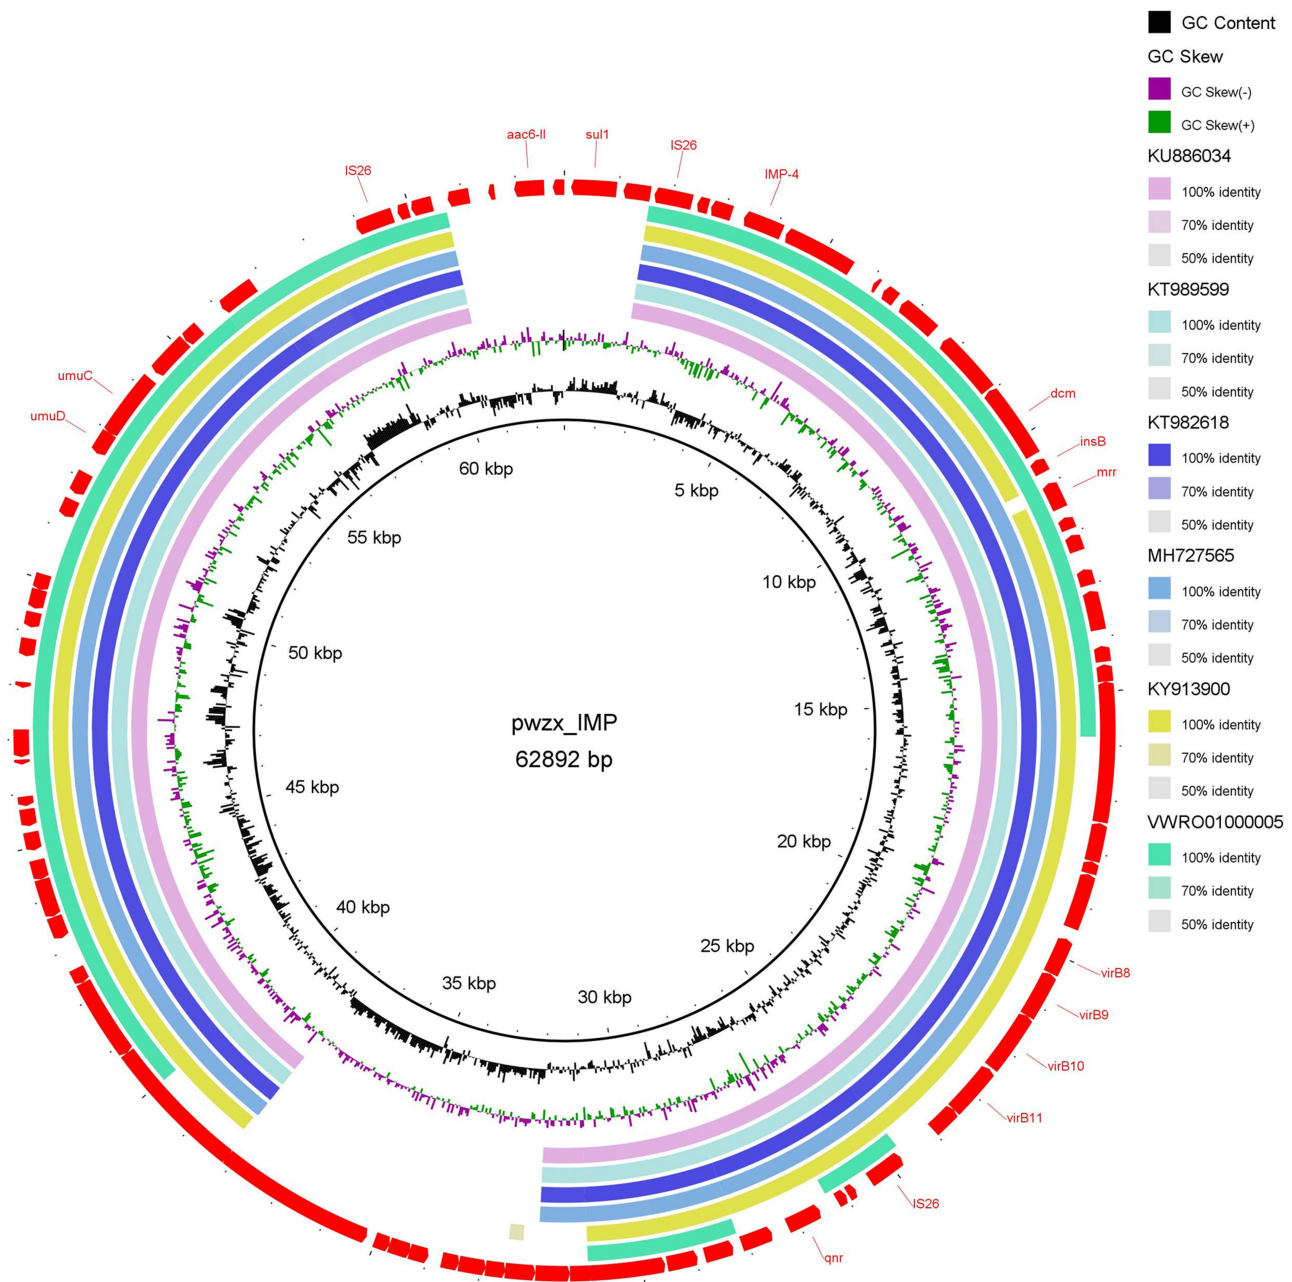 GC Content
GC Skew
GC Skew(-)
GC Skew(+)
KU886034
100% identity
70% identity
50% identity
KT989599
100% identity
70% identity
50% identity
KT982618
100% identity
70% identity
50% identity
MH727565
100% identity
70% identity
50% identity
KY913900
100% identity
70% identity
50% identity
VWRO01000005
100% identity
70% identity
50% identity
aac6-II
sul1
IS26
IMP-4
IS26
umuC
umuD
dcm
insB
mrr
virB8
virB9
virB10
virB11
IS26
qnr
60 kbp
5 kbp
55 kbp
10 kbp
50 kbp
15 kbp
pwzx_IMP
62892 bp
45 kbp
20 kbp
40 kbp
25 kbp
35 kbp
30 kbp